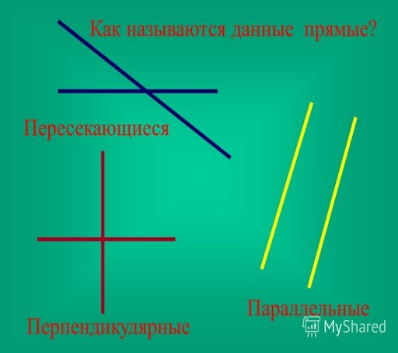 Как называются данные прямые?
Пересекающиеся
Параллельные
Перпендикулярные
MyShared